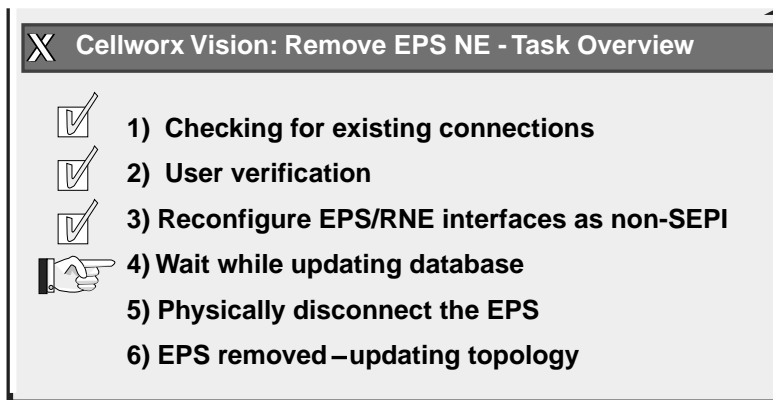 X Cellworx Vision: Remove EPS NE - Task Overview
1) Checking for existing connections
2) User verification
3) Reconfigure EPS/RNE interfaces as non-SEPI
4) Wait while updating database
5) Physically disconnect the EPS
6) EPS removed – updating topology